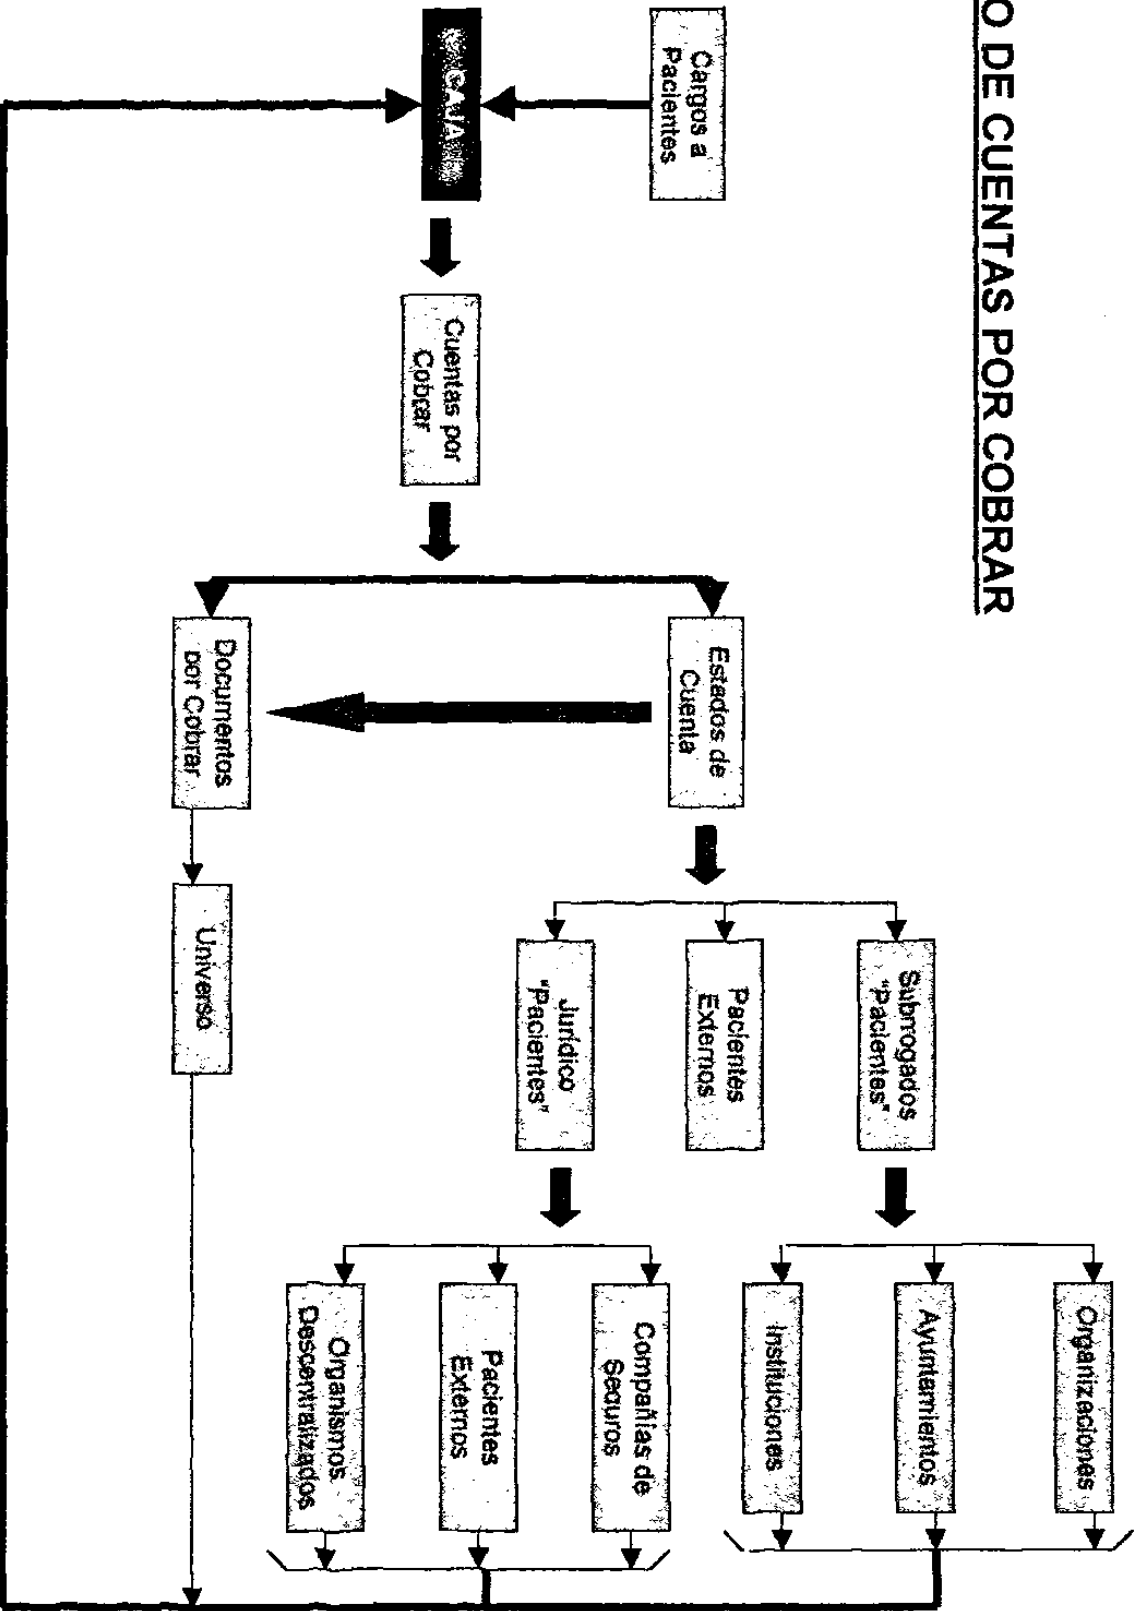 O DE CUENTAS POR COBRAR
Cargos a
Pacientes
CAJA
Cuentas por
Cobrar
Estados de
Cuenta
Documentos
por Cobrar
Universo
Subrrogados
"Pacientes"
Pacientes
Externos
Jurídico
"Pacientes"
Organizaciones
Ayuntamientos
Instituciones
Compañías de
Seguros
Pacientes
Externos
Organismos
Descentralizados